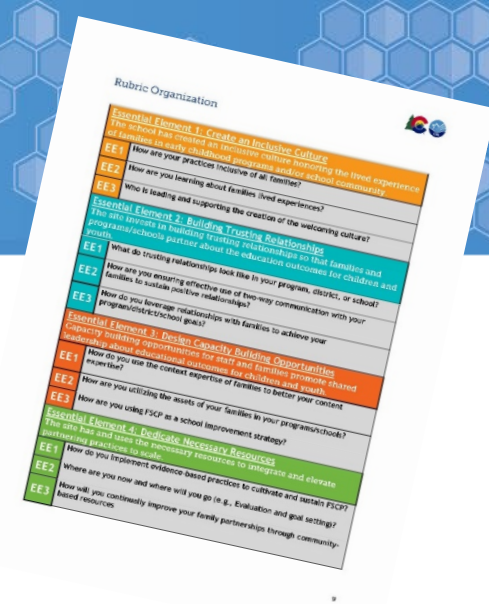 Rubric Organization
Essential Element 1: Create an Inclusive Culture
The school has created an inclusive culture honoring the lived experience
of families in early childhood programs and/or school community
EE1 How are your practices inclusive of all families?
EE2 How are you learning about families lived experiences?
EE3 Who is leading and supporting the creation of the welcoming culture?
Essential Element 2: Building Trusting Relationships
The site invests in building trusting relationships so that families and
programs/schools partner about the education outcomes for children and
youth.
EE1 What do trusting relationships look like in your program, district, or school?
EE2 How are you ensuring effective use of two-way communication with your
families to sustain positive relationships?
EE3 How do you leverage relationships with families to achieve your
program/district/school goals?
Essential Element 3: Design Capacity Building Opportunities
Capacity building opportunities for staff and families promote shared
leadership about educational outcomes for children and youth
EE1 How do you use the context expertise of families to better your content
expertise?
EE2 How are you utilizing the assets of your families in your programs/schools?
EE3 How are you using FSCP as a school improvement strategy?
Essential Element 4: Dedicate Necessary Resources
The site has and uses the necessary resources to integrate and elevate
partnering practices to scale.
EE1 How do you implement evidence-based practices to cultivate and sustain FSCP?
EE2 Where are you now and where will you go (e.g., Evaluation and goal setting)?
EE3 How will you continually improve your family partnerships through community-
based resources
9